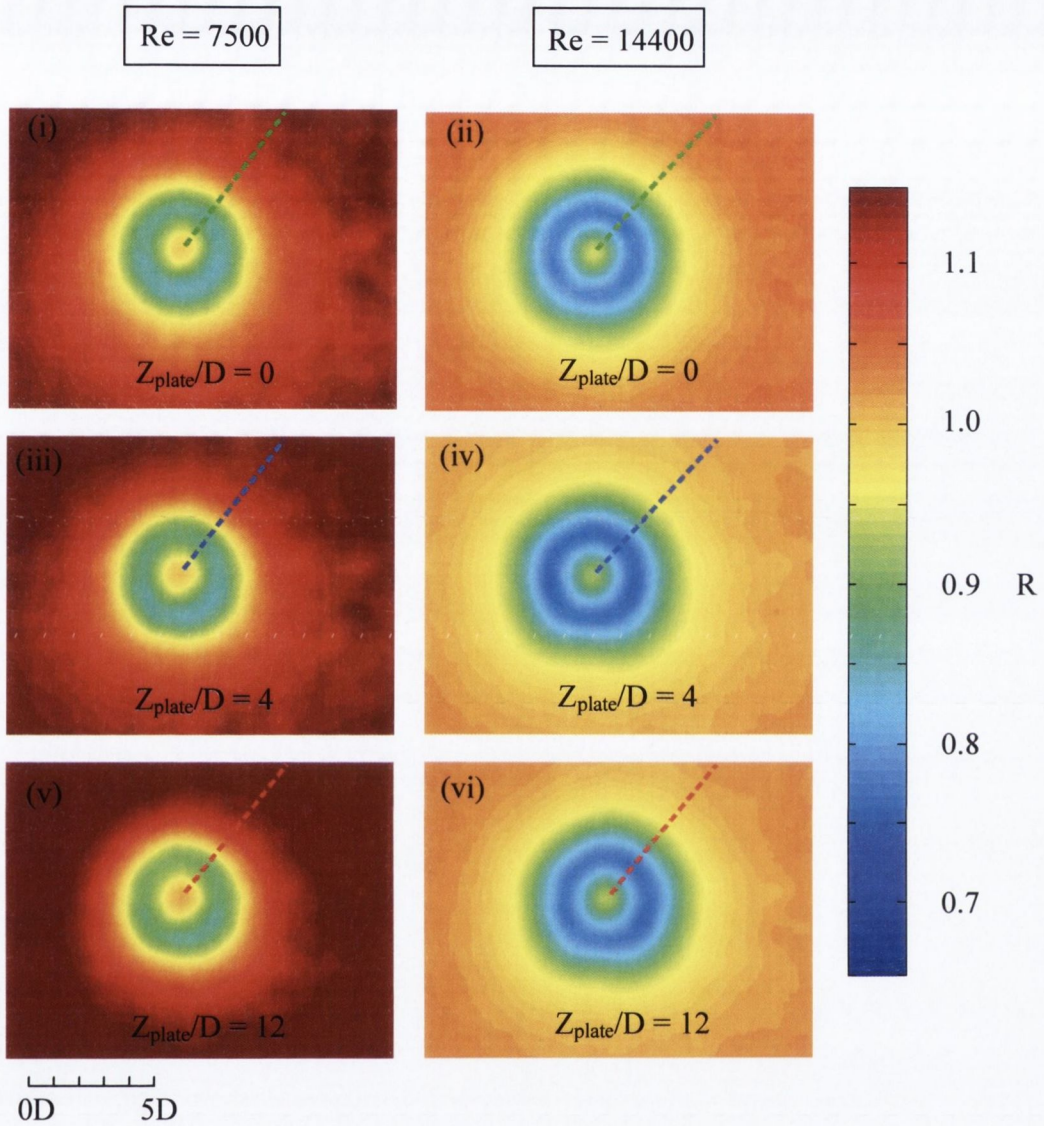 Re = 7500
Re = 14400
(i)
(ii)
Zplate/D = 0
Zplate/D = 0
(iii)
(iv)
Zplate/D = 4
Zplate/D = 4
(v)
(vi)
Zplate/D = 12
Zplate/D = 12
1.1
1.0
0.9
R
0.8
0.7
0D
5D